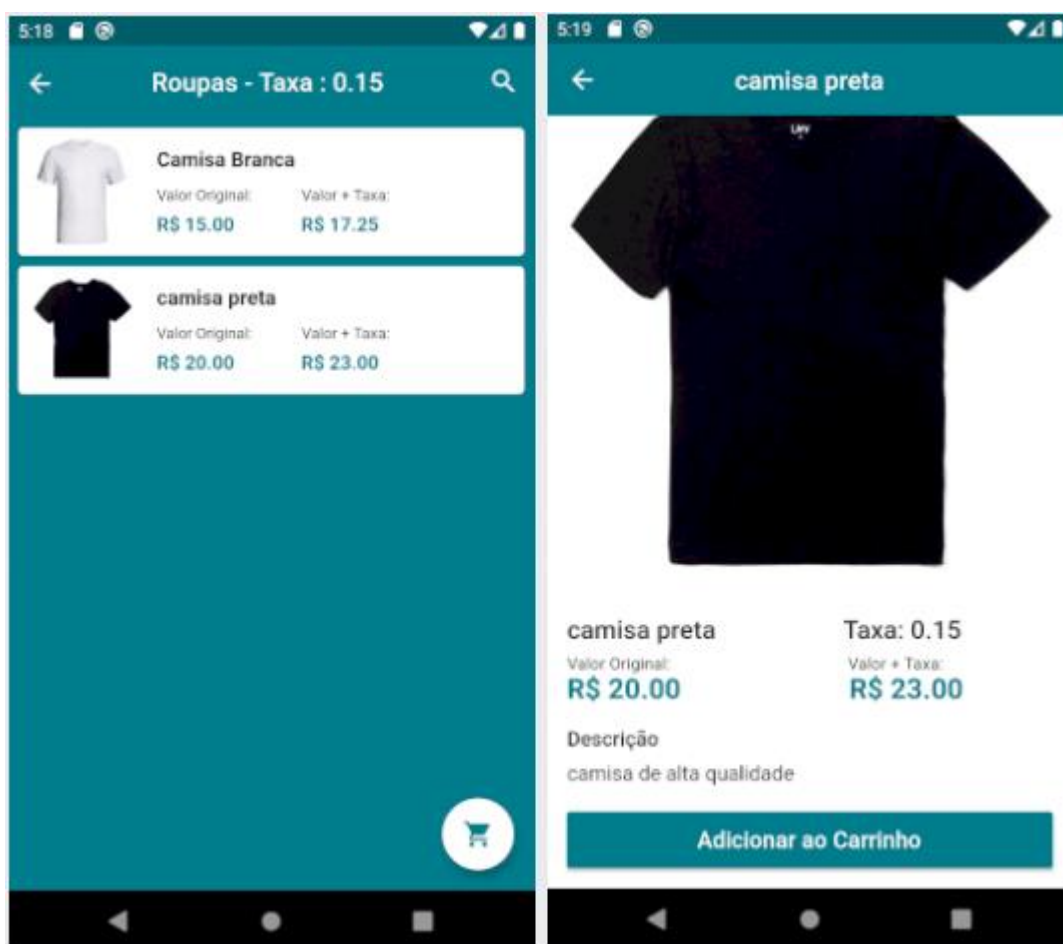 5:18
Roupas - Taxa : 0.15
Camisa Branca
Valor Original: Valor + Taxa:
R$ 15.00 R$ 17.25
camisa preta
Valor Original: Valor + Taxa:
R$ 20.00 R$ 23.00
5:19
camisa preta
camisa preta Taxa: 0.15
Valor Original: Valor + Taxa:
R$ 20.00 R$ 23.00
Descrição
camisa de alta qualidade
Adicionar ao Carrinho